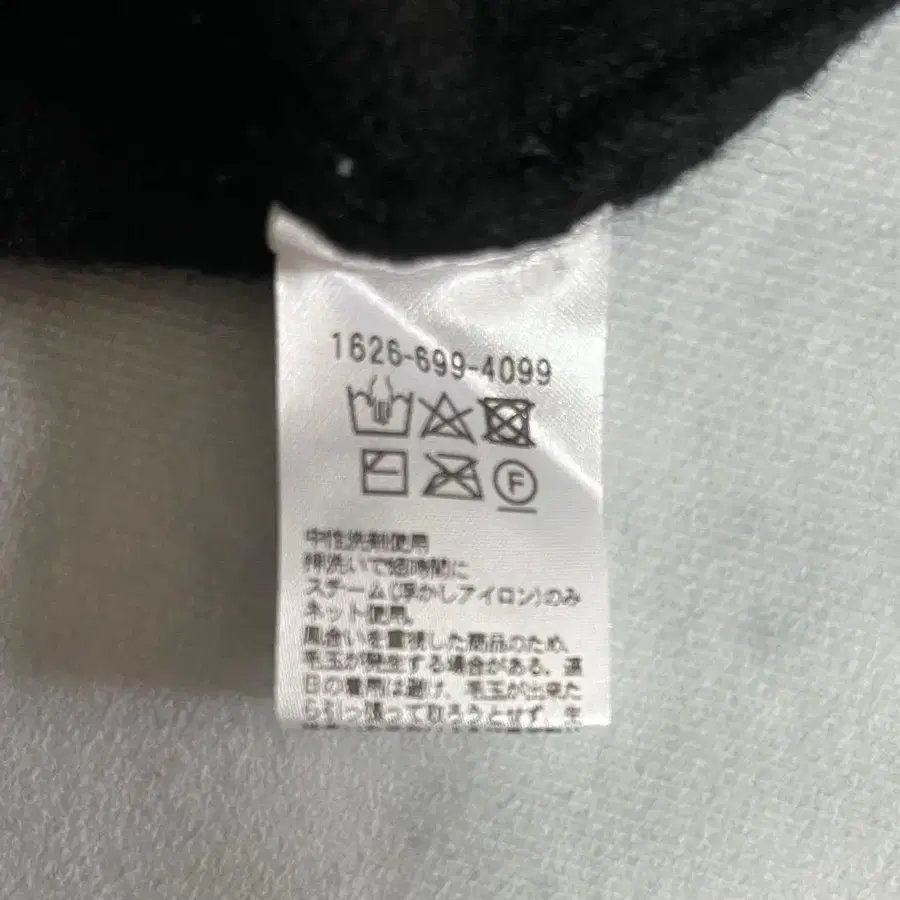 1626-699-4099
F
中性洗剤使用
押洗いで短時間に
スチーム(浮かしアイロン)のみ
ネット使用。
風合いを重視した商品のため、
毛玉が発生する場合がある。連
日の着用は避け、毛玉が出来た
ら引っ張って取ろうとせず、生